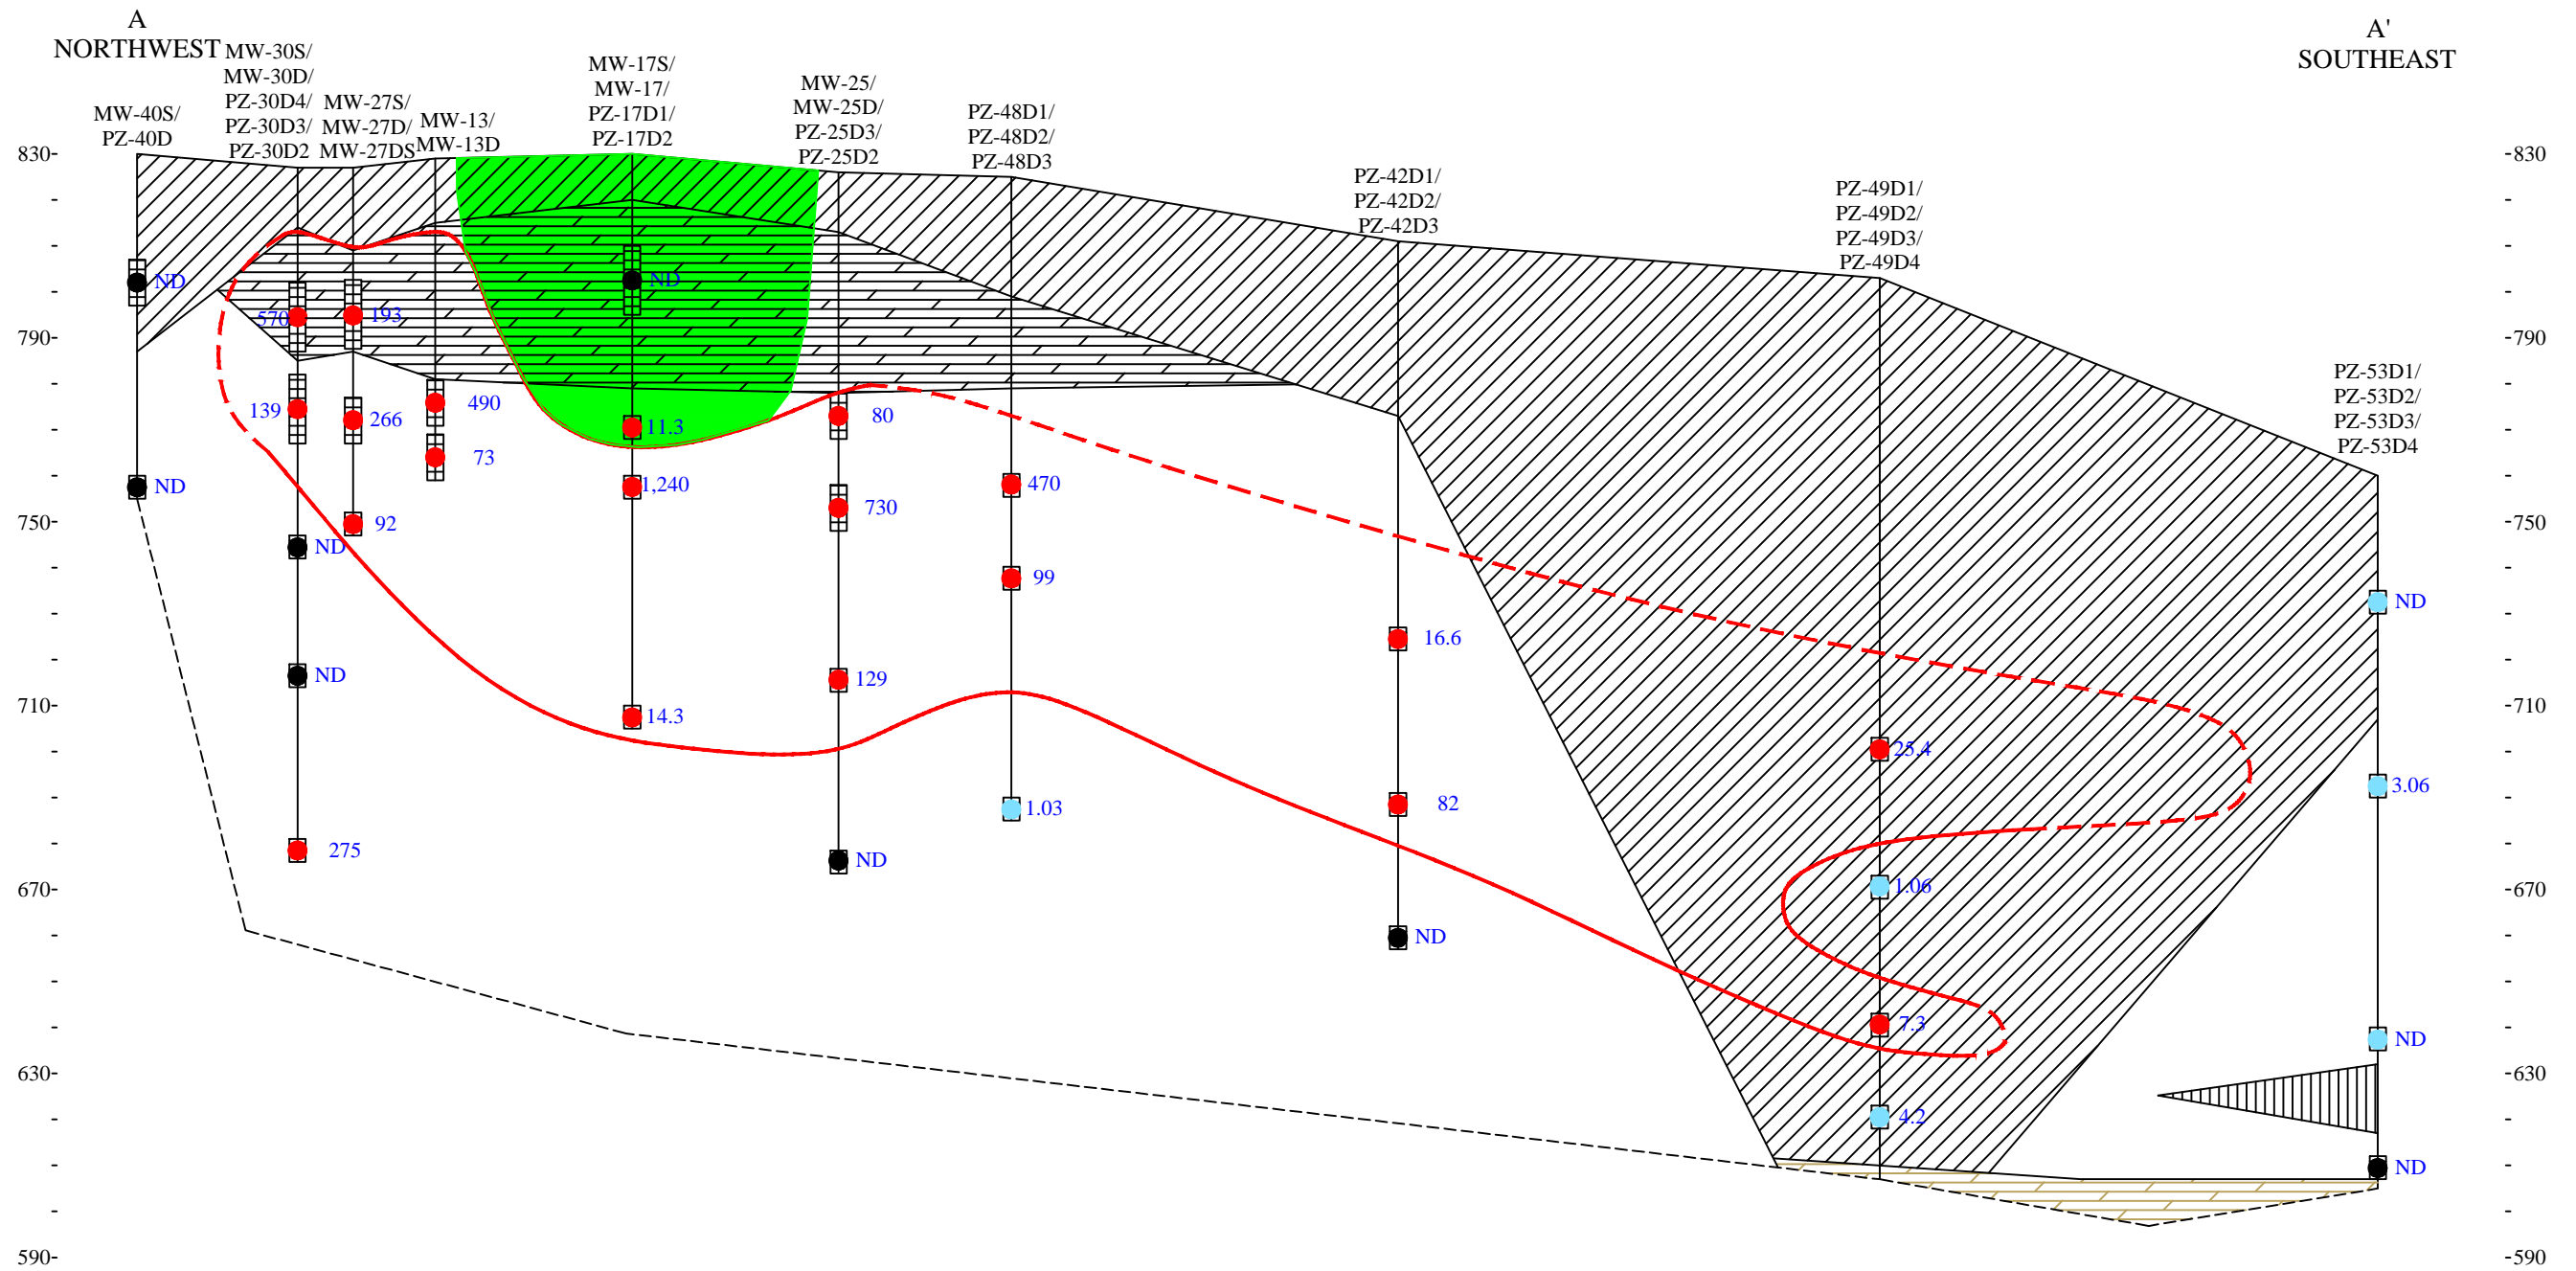 A
NORTHWEST
A'
SOUTHEAST
MW-40S/
PZ-40D
MW-30S/
MW-30D/
PZ-30D4/
PZ-30D3/
PZ-30D2
MW-27S/
MW-27D/
MW-27DS
MW-13/
MW-13D
MW-17S/
MW-17/
PZ-17D1/
PZ-17D2
MW-25/
MW-25D/
PZ-25D3/
PZ-25D2
PZ-48D1/
PZ-48D2/
PZ-48D3
PZ-42D1/
PZ-42D2/
PZ-42D3
PZ-49D1/
PZ-49D2/
PZ-49D3/
PZ-49D4
PZ-53D1/
PZ-53D2/
PZ-53D3/
PZ-53D4
830-
790-
750-
710-
670-
630-
590-
ND
ND
570
139
ND
ND
275
193
266
92
490
73
ND
11.3
1,240
14.3
80
730
129
ND
470
99
1.03
16.6
82
ND
25.4
1.06
7.3
4.2
ND
3.06
ND
ND
-830
-790
-750
-710
-670
-630
-590